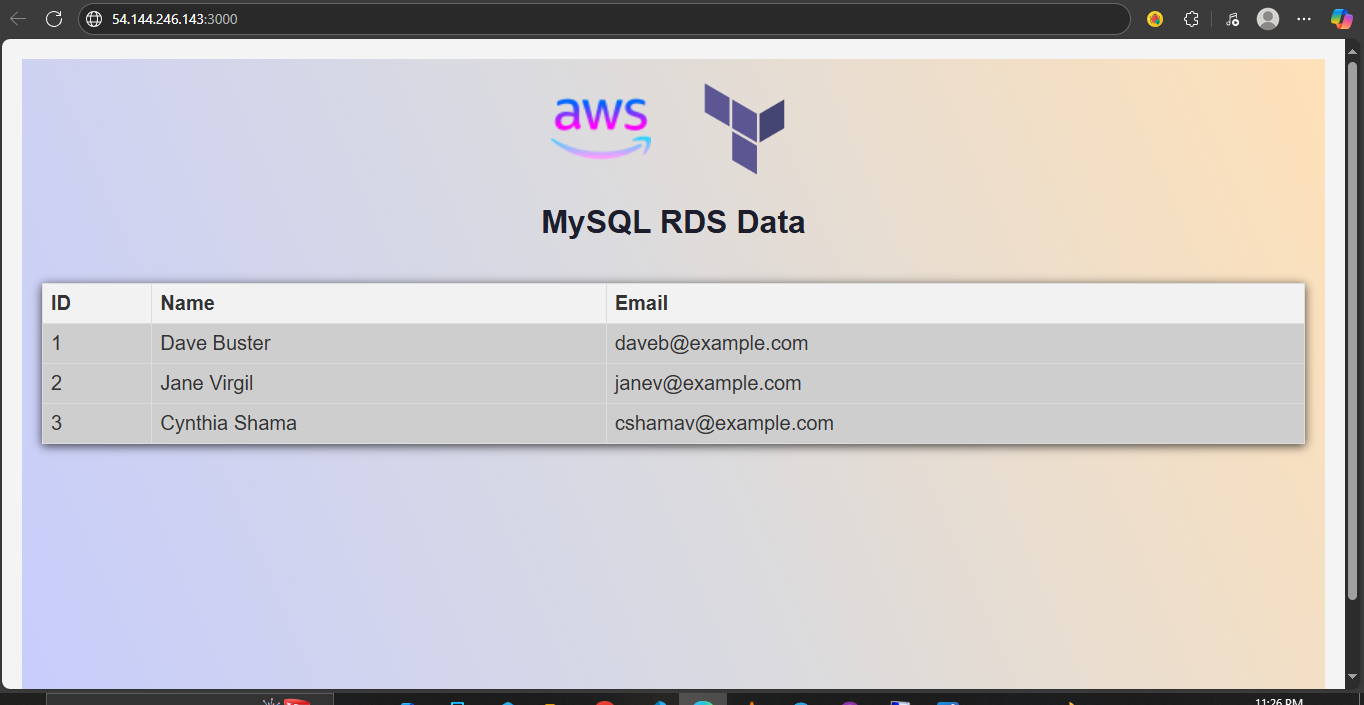 54.144.246.143:3000
aws
MySQL RDS Data
ID Name Email
1 Dave Buster daveb@example.com
2 Jane Virgil janev@example.com
3 Cynthia Shama cshamav@example.com
11:26 PM